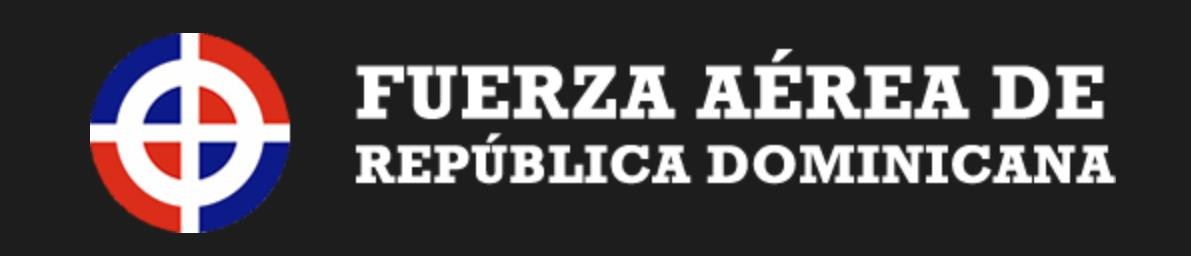 FUERZA AÉREA DE
REPÚBLICA DOMINICANA